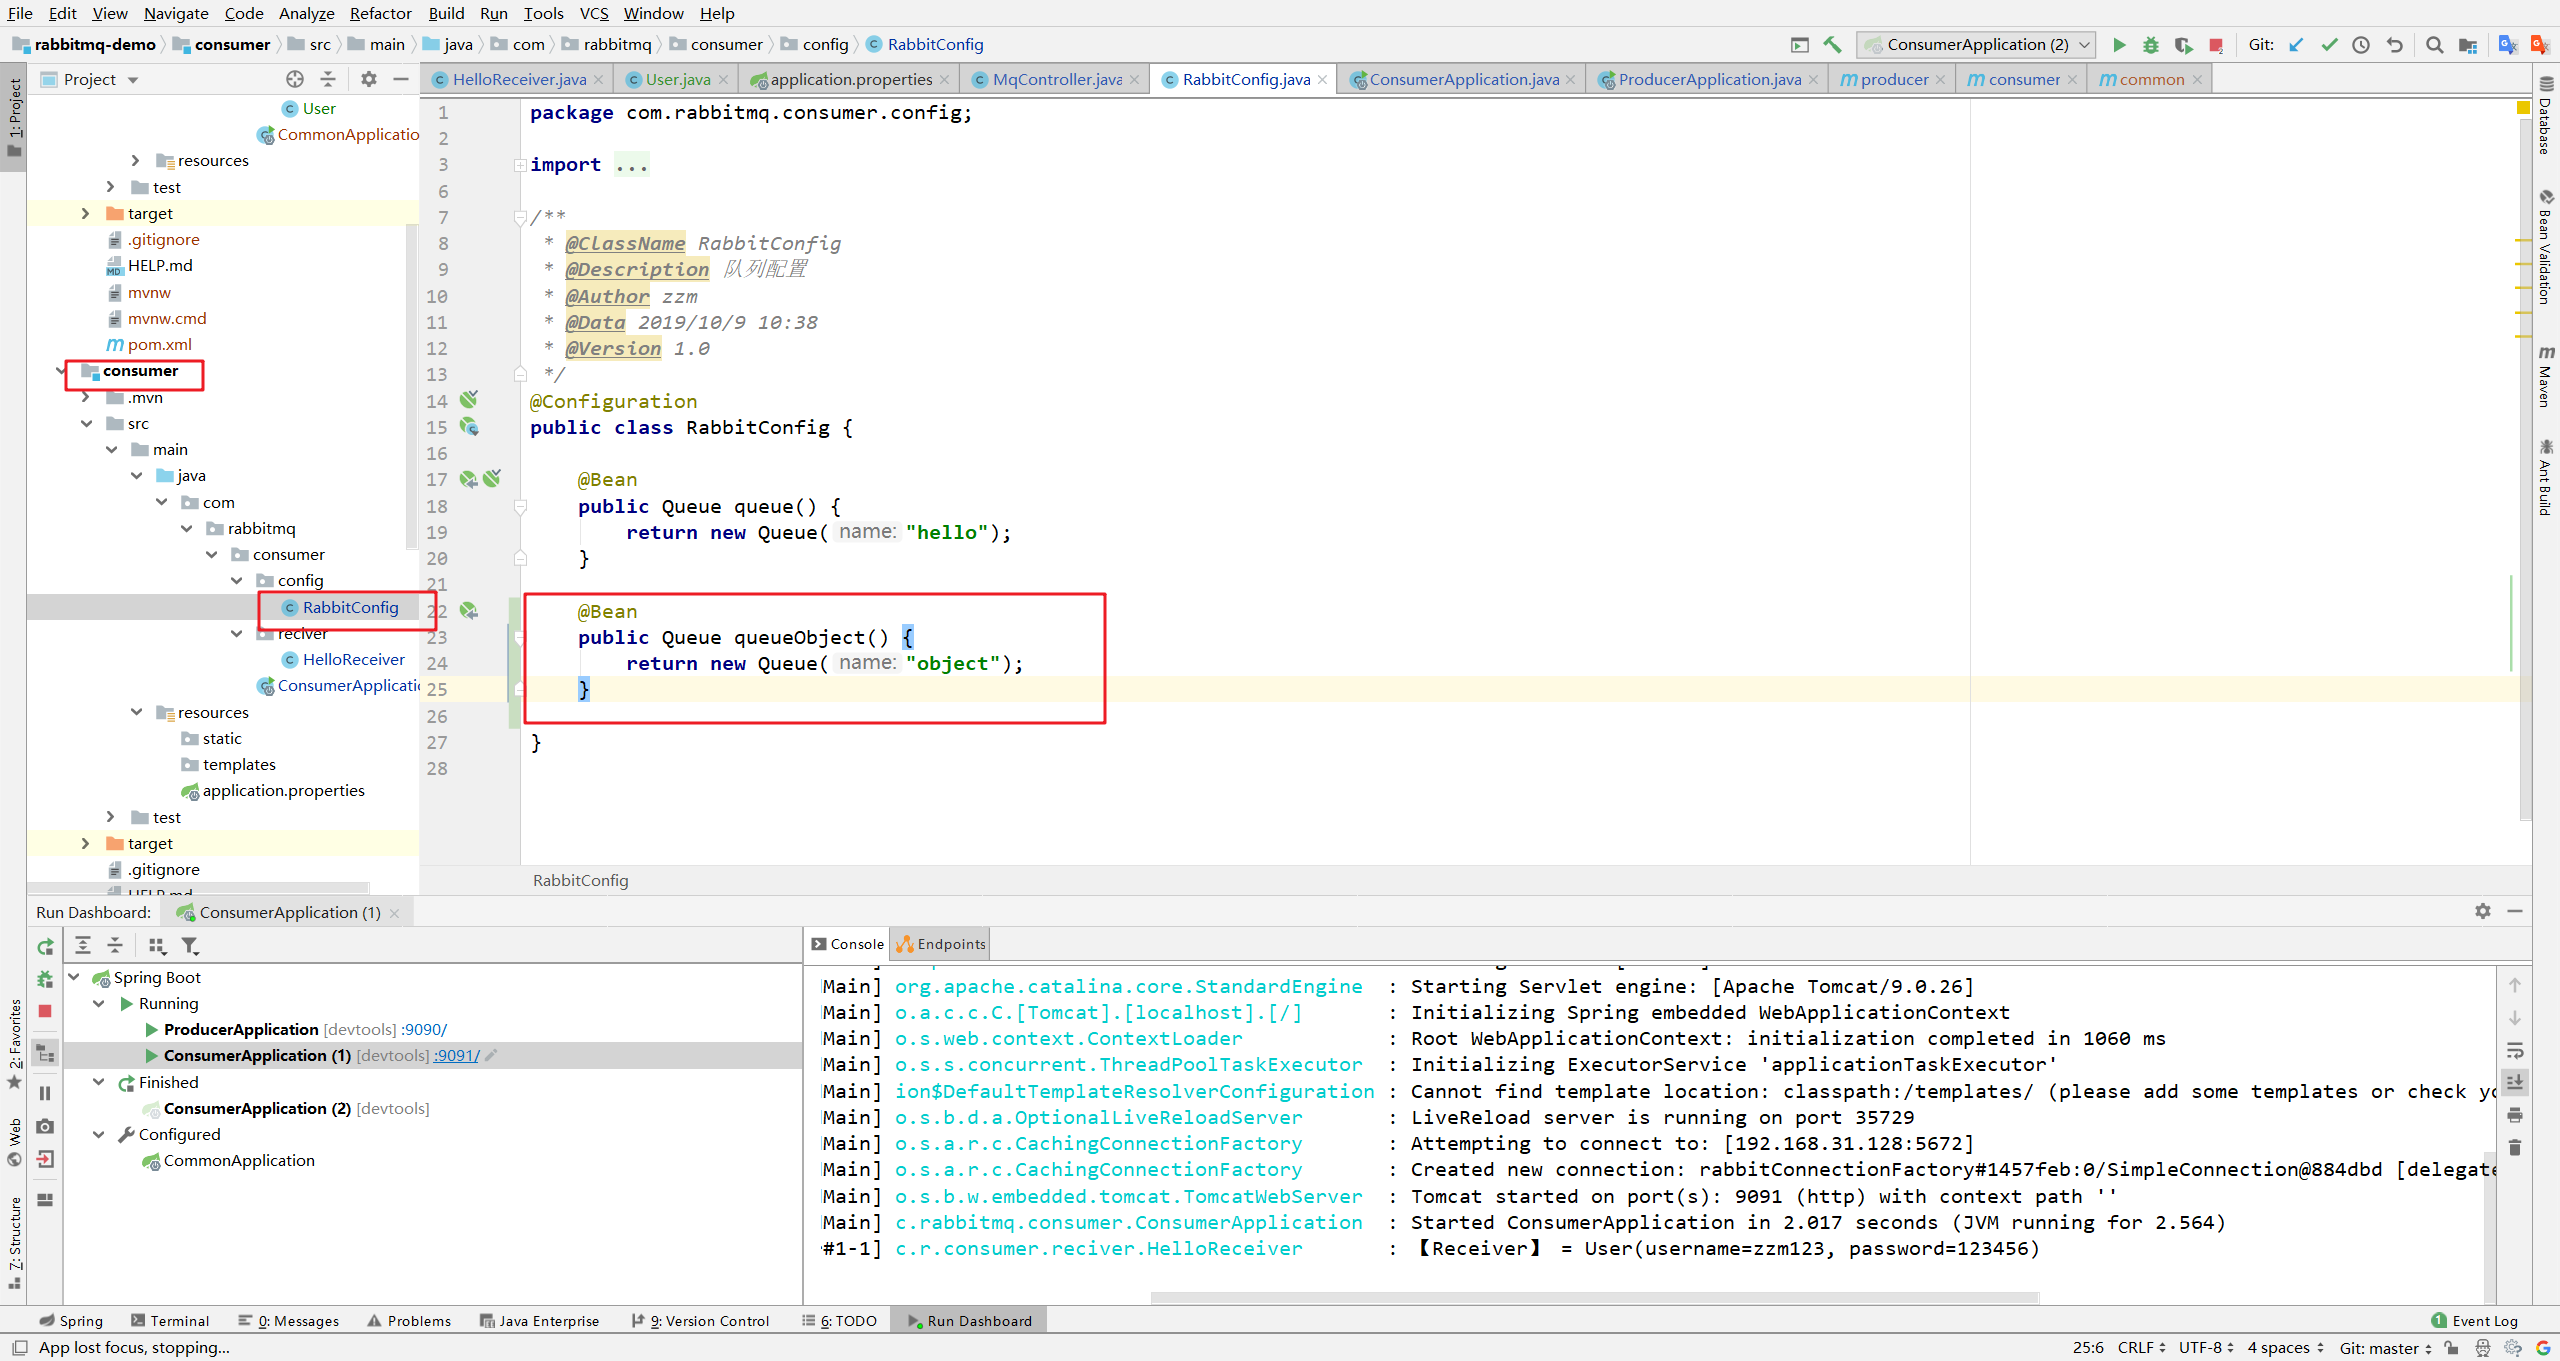 File Edit View Navigate Code Analyze Refactor Build Run Tools VCS Window Help
rabbitmq-demo consumer src main java com rabbitmq consumer config RabbitConfig ConsumerApplication (2) Git:
Project
HelloReceiver.java User.java application.properties MqController.java RabbitConfig.java ConsumerApplication.java ProducerApplication.java producer consumer common
1: Project
User
CommonApplicatio
resources
test
target
.gitignore
HELP.md
mvnw
mvnw.cmd
pom.xml
consumer
.mvn
src
main
java
com
rabbitmq
consumer
config
RabbitConfig
reciver
HelloReceiver
ConsumerApplicatio
resources
static
templates
application.properties
test
target
.gitignore
HELP.md
1 package com.rabbitmq.consumer.config;
2
3 import ...
6
7 /**
8 * @ClassName RabbitConfig
9 * @Description 队列配置
10 * @Author zzm
11 * @Data 2019/10/9 10:38
12 * @Version 1.0
13 */
14 @Configuration
15 public class RabbitConfig {
16
17 @Bean
18 public Queue queue() {
19 return new Queue( name: "hello");
20 }
21
22 @Bean
23 public Queue queueObject() {
24 return new Queue( name: "object");
25 }
26
27 }
28
RabbitConfig
Database
Bean Validation
Maven
Ant Build
Run Dashboard: ConsumerApplication (1)
Console Endpoints
Spring Boot
Running
ProducerApplication [devtools] :9090/
ConsumerApplication (1) [devtools] :9091/
Finished
ConsumerApplication (2) [devtools]
Configured
CommonApplication
2: Favorites
Web
7: Structure
Main] org.apache.catalina.core.StandardEngine : Starting Servlet engine: [Apache Tomcat/9.0.26]
Main] o.a.c.c.C.[Tomcat].[localhost].[/] : Initializing Spring embedded WebApplicationContext
Main] o.s.web.context.ContextLoader : Root WebApplicationContext: initialization completed in 1060 ms
Main] o.s.s.concurrent.ThreadPoolTaskExecutor : Initializing ExecutorService 'applicationTaskExecutor'
Main] ion$DefaultTemplateResolverConfiguration : Cannot find template location: classpath:/templates/ (please add some templates or check yo
Main] o.s.b.d.a.OptionalLiveReloadServer : LiveReload server is running on port 35729
Main] o.s.a.r.c.CachingConnectionFactory : Attempting to connect to: [192.168.31.128:5672]
Main] o.s.a.r.c.CachingConnectionFactory : Created new connection: rabbitConnectionFactory#1457feb:0/SimpleConnection@884dbd [delegate
Main] o.s.b.w.embedded.tomcat.TomcatWebServer : Tomcat started on port(s): 9091 (http) with context path ''
Main] c.rabbitmq.consumer.ConsumerApplication : Started ConsumerApplication in 2.017 seconds (JVM running for 2.564)
#1-1] c.r.consumer.reciver.HelloReceiver : 【Receiver】 = User(username=zzm123, password=123456)
Spring Terminal 0: Messages Problems Java Enterprise 9: Version Control 6: TODO Run Dashboard 1 Event Log
App lost focus, stopping... 25:6 CRLF UTF-8 4 spaces Git: master